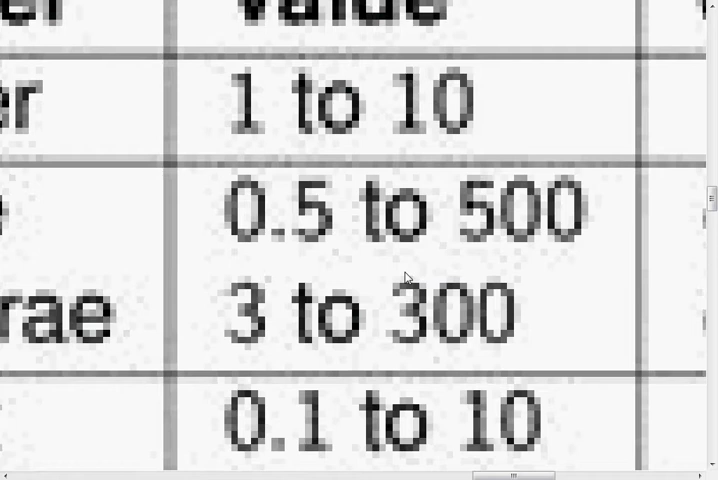 Value
er 1 to 10
0.5 to 500
rae 3 to 300
0.1 to 10